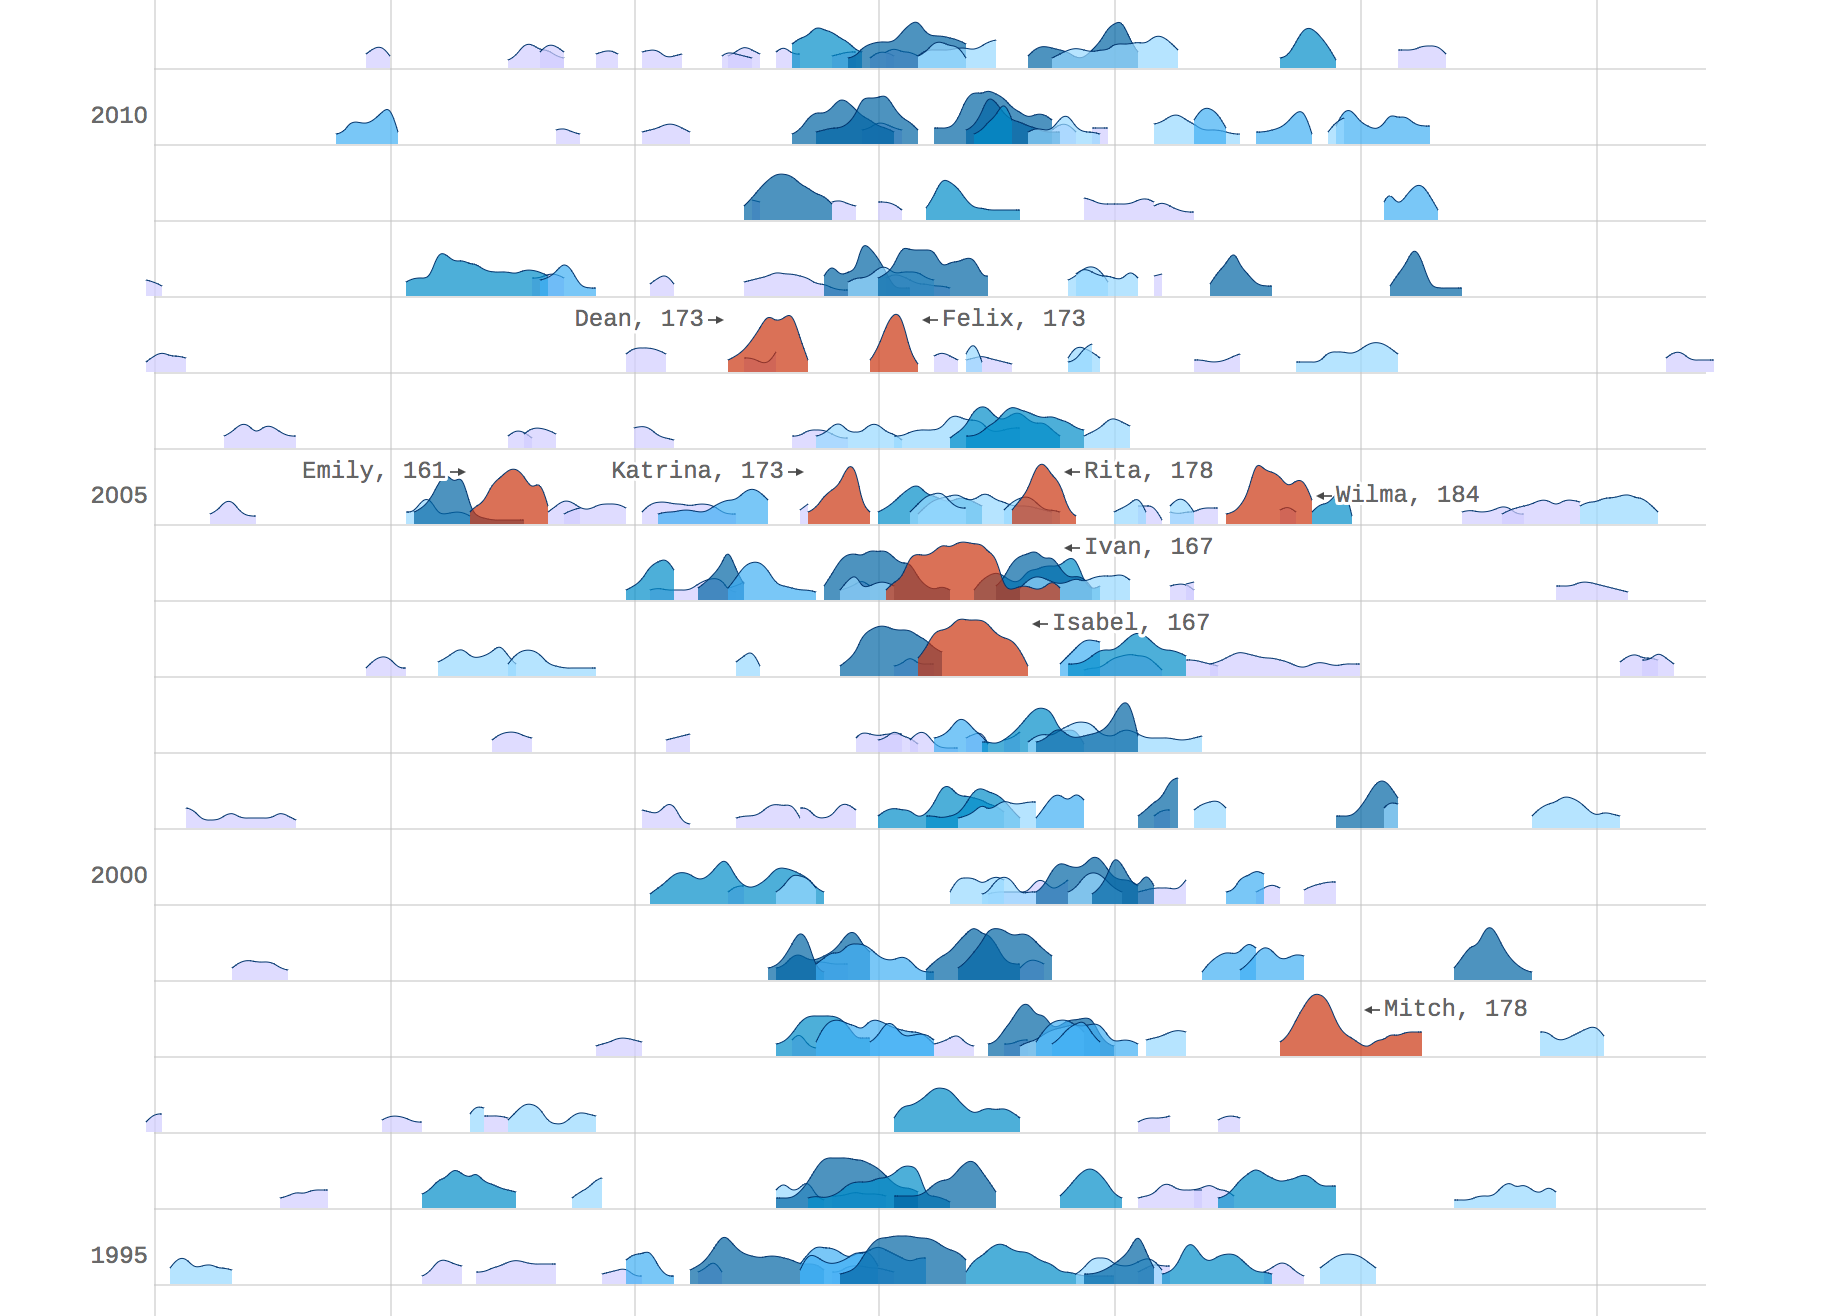 2010
Dean, 173→ ←Felix, 173
Emily, 161→ Katrina, 173→ ←Rita, 178
2005 ←Wilma, 184
←Ivan, 167
←Isabel, 167
2000
←Mitch, 178
1995